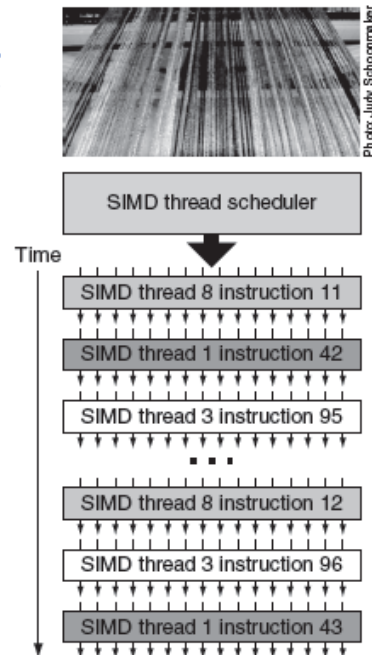 Photo: Judy Schoonmaker
SIMD thread scheduler
Time
SIMD thread 8 instruction 11
SIMD thread 1 instruction 42
SIMD thread 3 instruction 95
...
SIMD thread 8 instruction 12
SIMD thread 3 instruction 96
SIMD thread 1 instruction 43